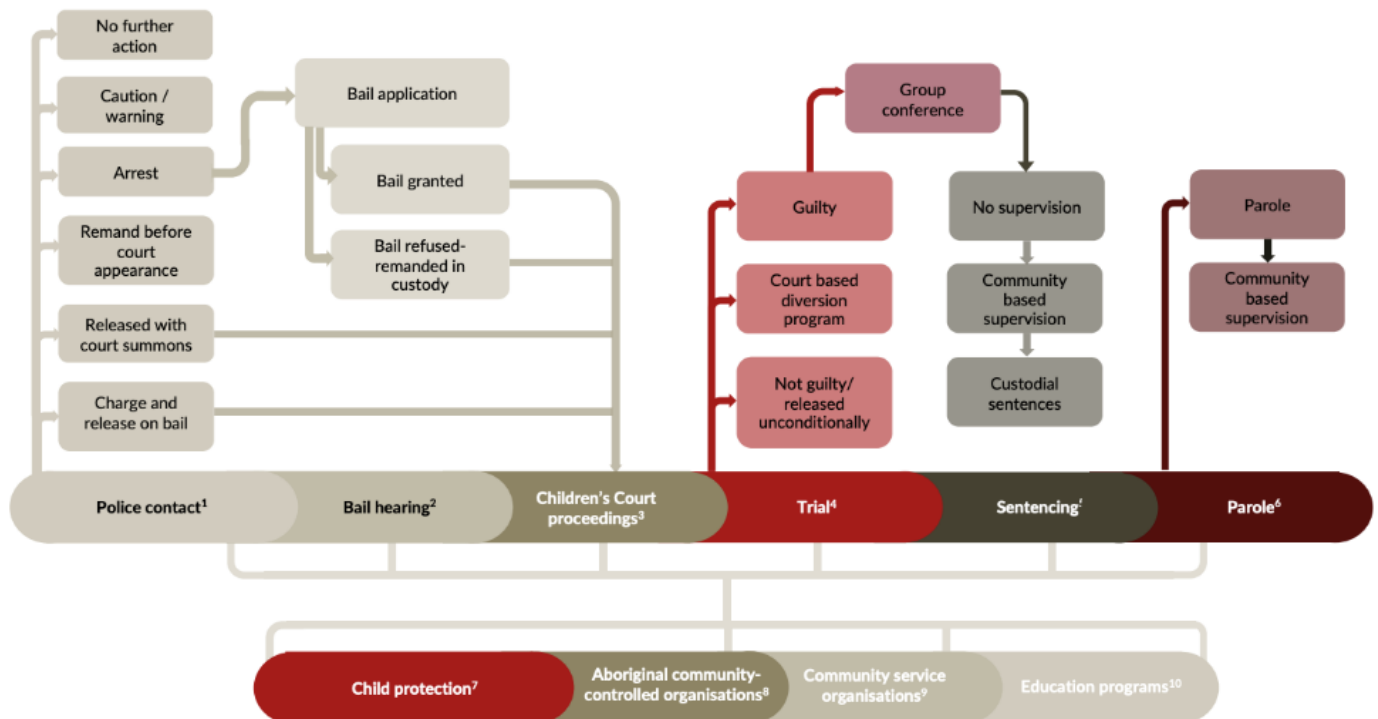 No further
action
Caution /
warning
Arrest
Remand before
court
appearance
Released with
court summons
Charge and
release on bail
Bail application
Bail granted
Bail refused-
remanded in
custody
Group
conference
Guilty
Court based
diversion
program
Not guilty/
released
unconditionally
No supervision
Community
based
supervision
Custodial
sentences
Parole
Community
based
supervision
Police contact¹
Bail hearing²
Children's Court
proceedings³
Trial⁴
Sentencing
Parole⁶
Child protection⁷
Aboriginal community-
controlled organisations⁸
Community service
organisations⁹
Education programs¹⁰